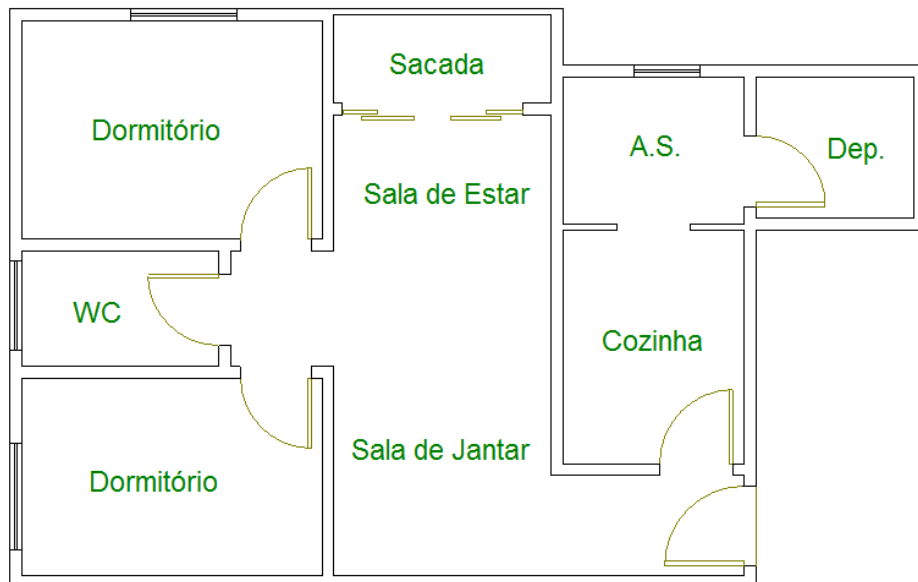 Sacada
Dormitório
A.S.
Dep.
Sala de Estar
WC
Cozinha
Sala de Jantar
Dormitório